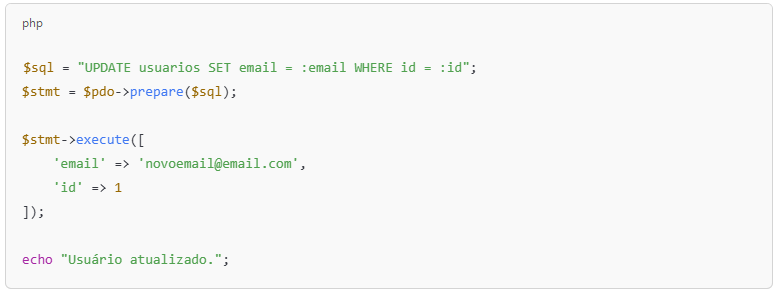 php
$sql = "UPDATE usuarios SET email = :email WHERE id = :id";
$stmt = $pdo->prepare($sql);
$stmt->execute([
    'email' => 'novoemail@email.com',
    'id' => 1
]);
echo "Usuário atualizado.";